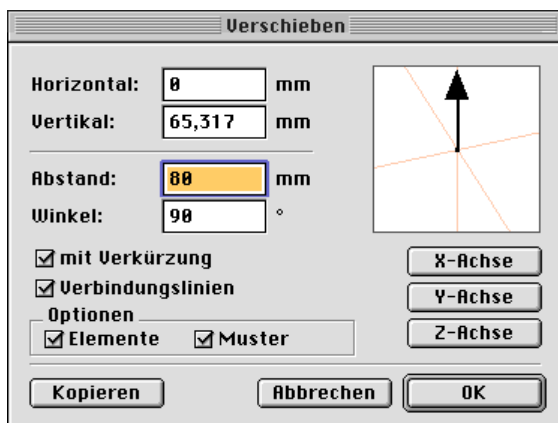 Verschieben
Horizontal: 0 mm
Vertikal: 65,317 mm
Abstand: 80 mm
Winkel: 90 °
mit Verkürzung
X-Achse
Verbindungslinien
Y-Achse
Optionen
Elemente Muster
Z-Achse
Kopieren Abbrechen OK